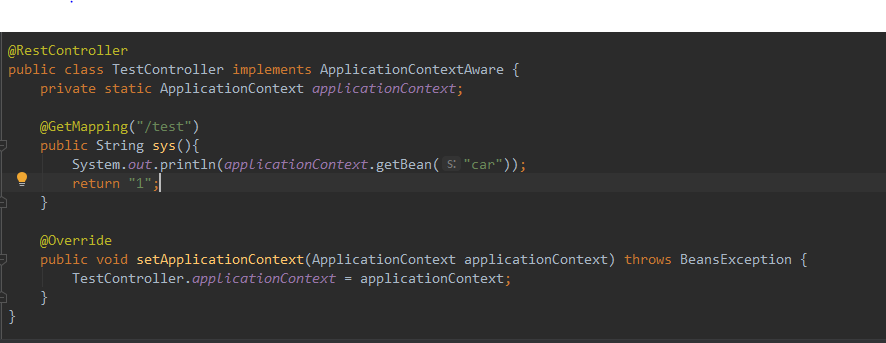 @RestController
public class TestController implements ApplicationContextAware {
    private static ApplicationContext applicationContext;
    @GetMapping("/test")
    public String sys(){
        System.out.println(applicationContext.getBean( s: "car"));
        return "1";
    }
    @Override
    public void setApplicationContext(ApplicationContext applicationContext) throws BeansException {
        TestController.applicationContext = applicationContext;
    }
}